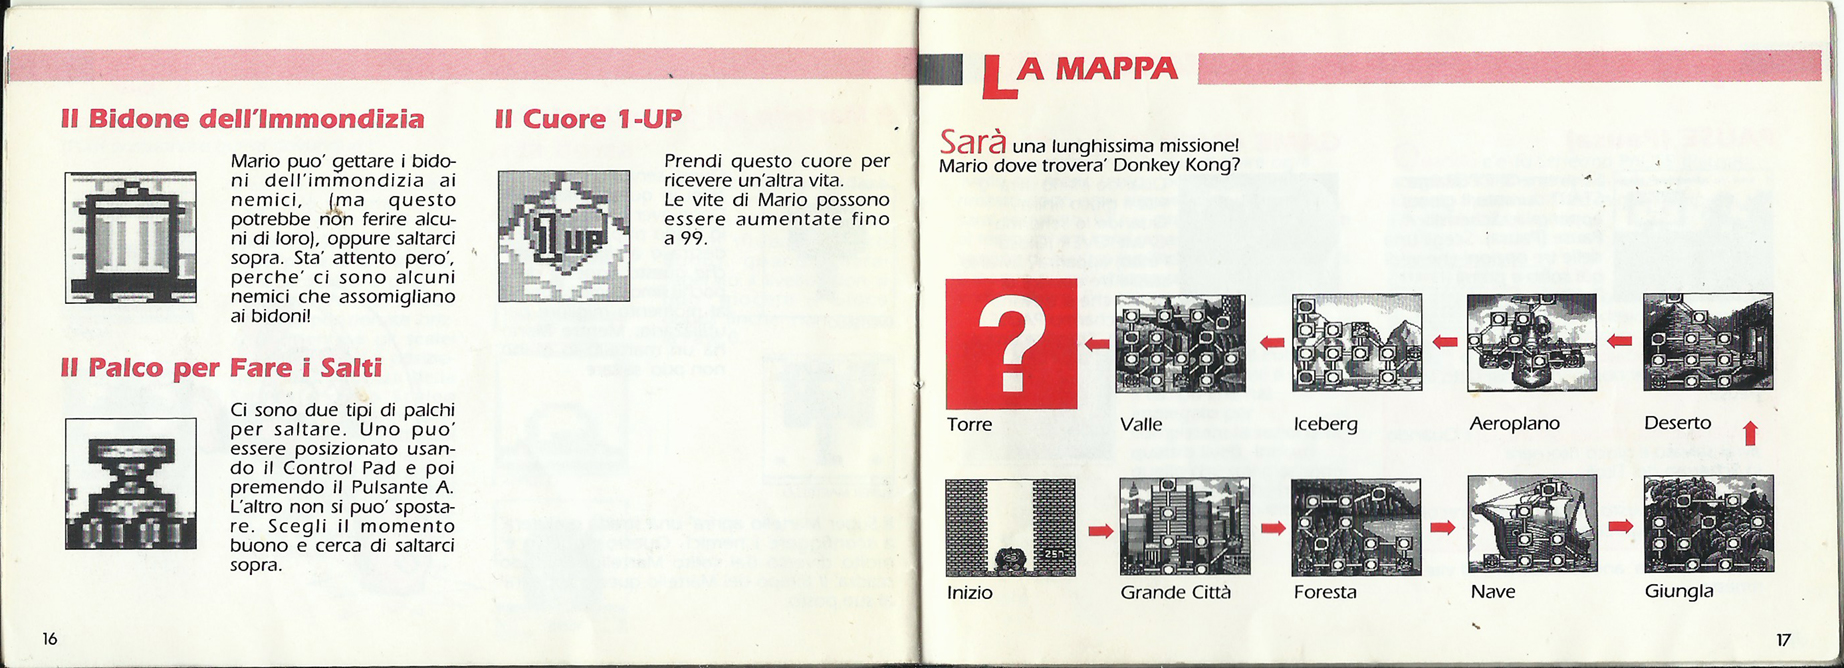 Il Bidone dell'Immondizia
Mario puo' gettare i bido-
ni dell'immondizia ai
nemici, (ma questo
potrebbe non ferire alcu-
ni di loro), oppure saltarci
sopra. Sta' attento pero',
perche' ci sono alcuni
nemici che assomigliano
ai bidoni!
Il Palco per Fare i Salti
Ci sono due tipi di palchi
per saltare. Uno puo'
essere posizionato usan-
do il Control Pad e poi
premendo il Pulsante A.
L'altro non si puo' sposta-
re. Scegli il momento
buono e cerca di saltarci
sopra.
Il Cuore 1-UP
1 UP
Prendi questo cuore per
ricevere un'altra vita.
Le vite di Mario possono
essere aumentate fino
a 99.
16
LA MAPPA
Sarà una lunghissima missione!
Mario dove trovera' Donkey Kong?
?
Torre
Valle
Iceberg
Aeroplano
Deserto
25m
Inizio
Grande Città
Foresta
Nave
Giungla
17